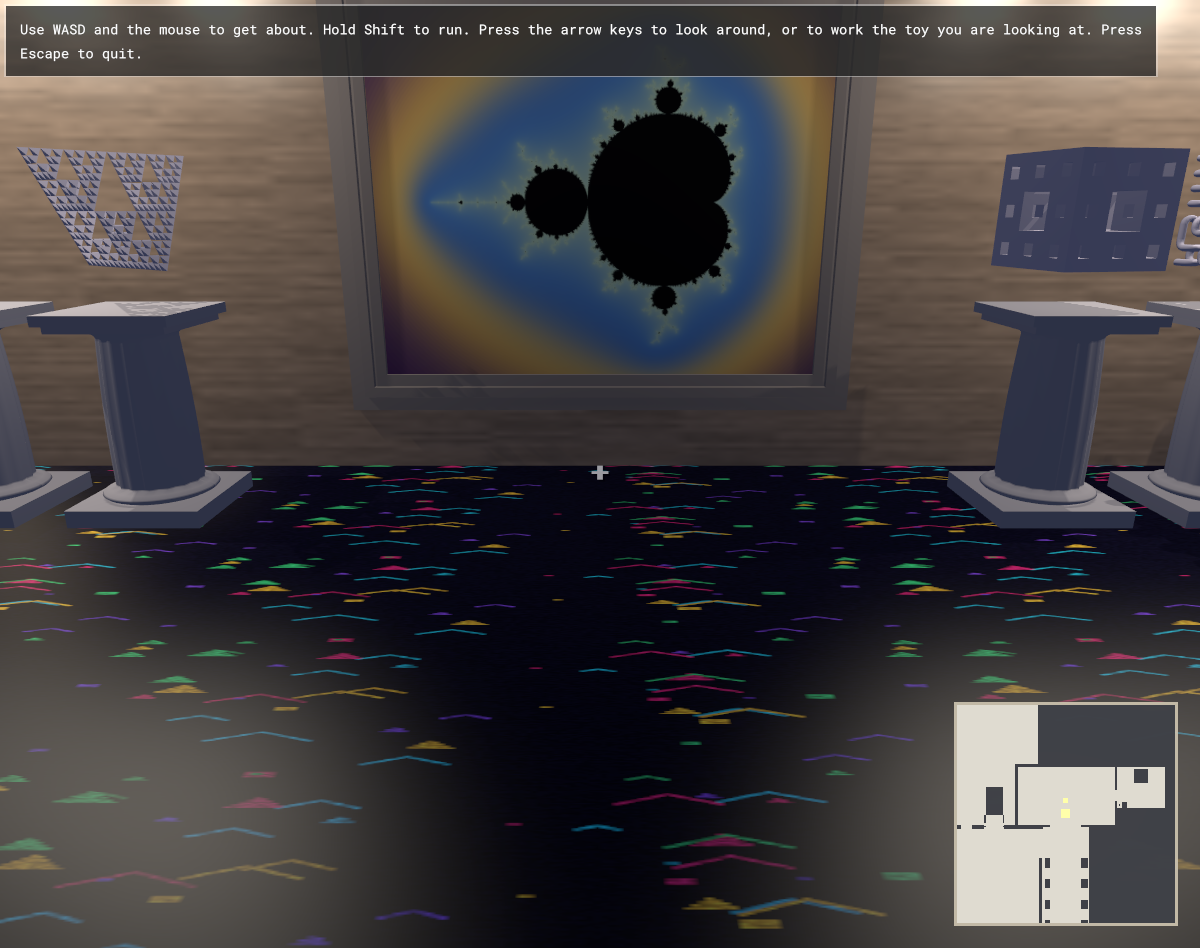 Use WASD and the mouse to get about. Hold Shift to run. Press the arrow keys to look around, or to work the toy you are looking at. Press
Escape to quit.